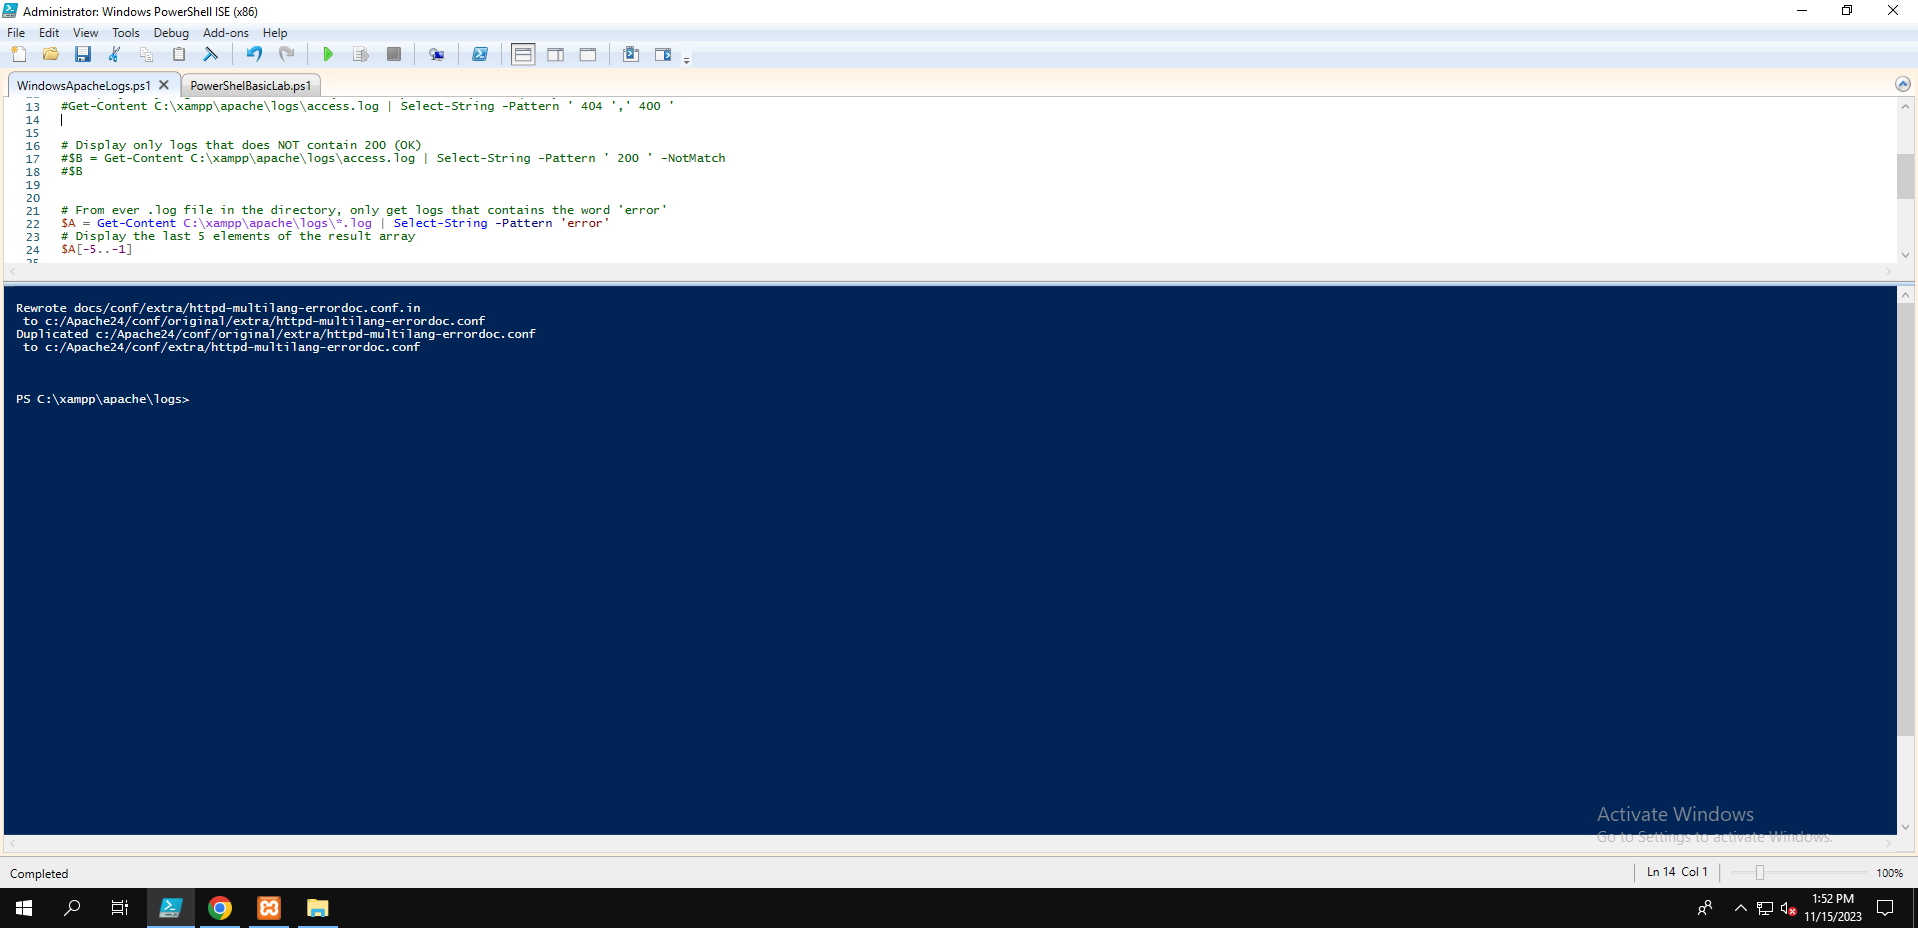 Administrator: Windows PowerShell ISE (x86)
File Edit View Tools Debug Add-ons Help
WindowsApacheLogs.ps1 PowerShelBasicLab.ps1
13 #Get-Content C:\xampp\apache\logs\access.log | Select-String -Pattern ' 404 ',' 400 '
14
15
16 # Display only logs that does NOT contain 200 (OK)
17 #$B = Get-Content C:\xampp\apache\logs\access.log | Select-String -Pattern ' 200 ' -NotMatch
18 #$B
19
20
21 # From ever .log file in the directory, only get logs that contains the word 'error'
22 $A = Get-Content C:\xampp\apache\logs\*.log | Select-String -Pattern 'error'
23 # Display the last 5 elements of the result array
24 $A[-5..-1]
25
Rewrote docs/conf/extra/httpd-multilang-errordoc.conf.in
to c:/Apache24/conf/original/extra/httpd-multilang-errordoc.conf
Duplicated c:/Apache24/conf/original/extra/httpd-multilang-errordoc.conf
to c:/Apache24/conf/extra/httpd-multilang-errordoc.conf
PS C:\xampp\apache\logs>
Activate Windows
Go to Settings to activate Windows.
Completed
Ln 14 Col 1
100%
1:52 PM
11/15/2023